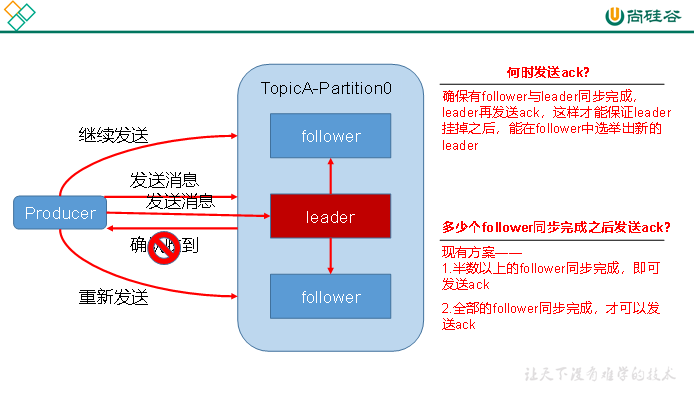 尚硅谷
TopicA-Partition0
follower
继续发送
发送消息
发送消息
Producer
leader
确认收到
重新发送
follower
何时发送ack?
确保有follower与leader同步完成,
leader再发送ack，这样才能保证leader
挂掉之后，能在follower中选举出新的
leader
多少个follower同步完成之后发送ack?
现有方案——
1.半数以上的follower同步完成，即可
发送ack
2.全部的follower同步完成，才可以发
送ack
让天下没有难学的技术